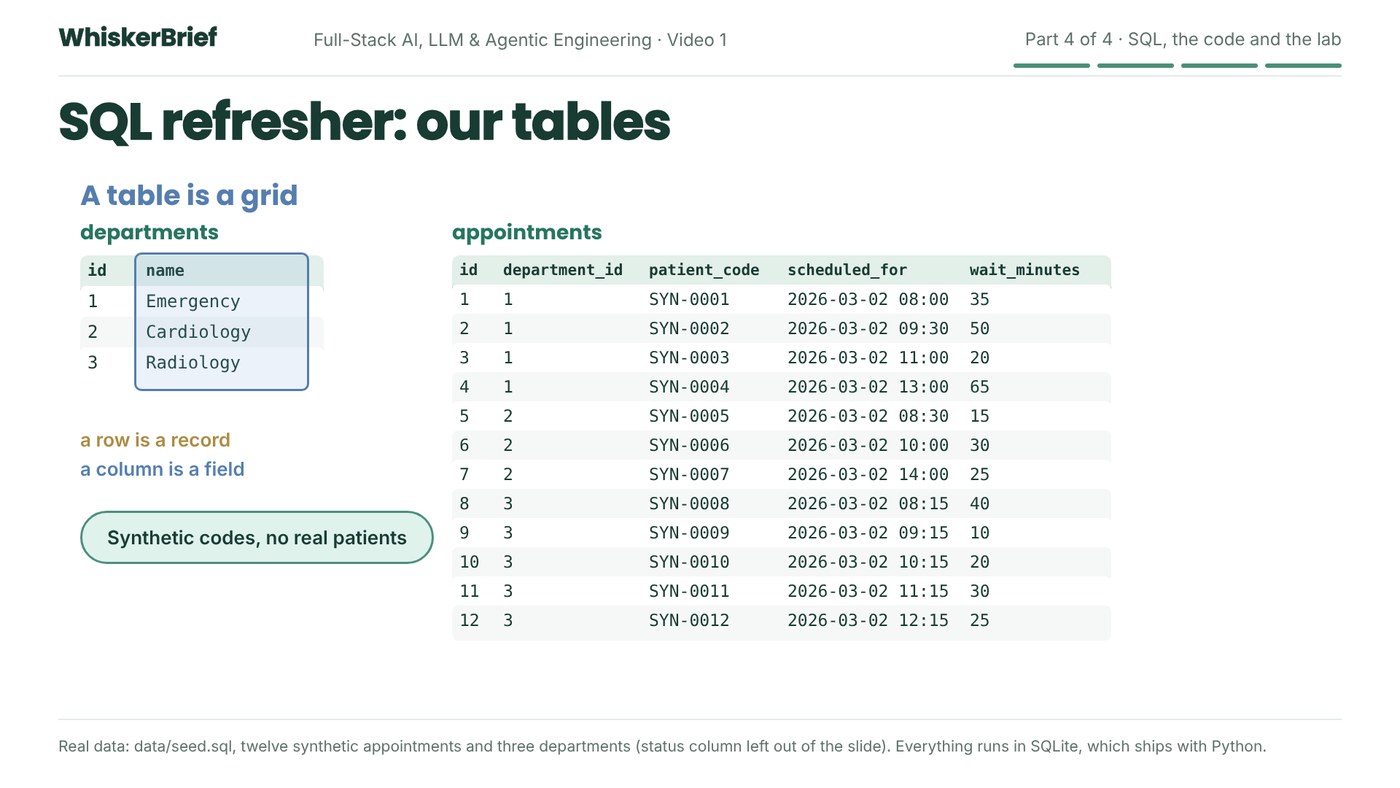 WhiskerBrief
Full-Stack AI, LLM & Agentic Engineering · Video 1
Part 4 of 4 · SQL, the code and the lab
SQL refresher: our tables
A table is a grid
departments
id name
1 Emergency
2 Cardiology
3 Radiology
a row is a record
a column is a field
Synthetic codes, no real patients
appointments
id department_id patient_code scheduled_for wait_minutes
1 1 SYN-0001 2026-03-02 08:00 35
2 1 SYN-0002 2026-03-02 09:30 50
3 1 SYN-0003 2026-03-02 11:00 20
4 1 SYN-0004 2026-03-02 13:00 65
5 2 SYN-0005 2026-03-02 08:30 15
6 2 SYN-0006 2026-03-02 10:00 30
7 2 SYN-0007 2026-03-02 14:00 25
8 3 SYN-0008 2026-03-02 08:15 40
9 3 SYN-0009 2026-03-02 09:15 10
10 3 SYN-0010 2026-03-02 10:15 20
11 3 SYN-0011 2026-03-02 11:15 30
12 3 SYN-0012 2026-03-02 12:15 25
Real data: data/seed.sql, twelve synthetic appointments and three departments (status column left out of the slide). Everything runs in SQLite, which ships with Python.